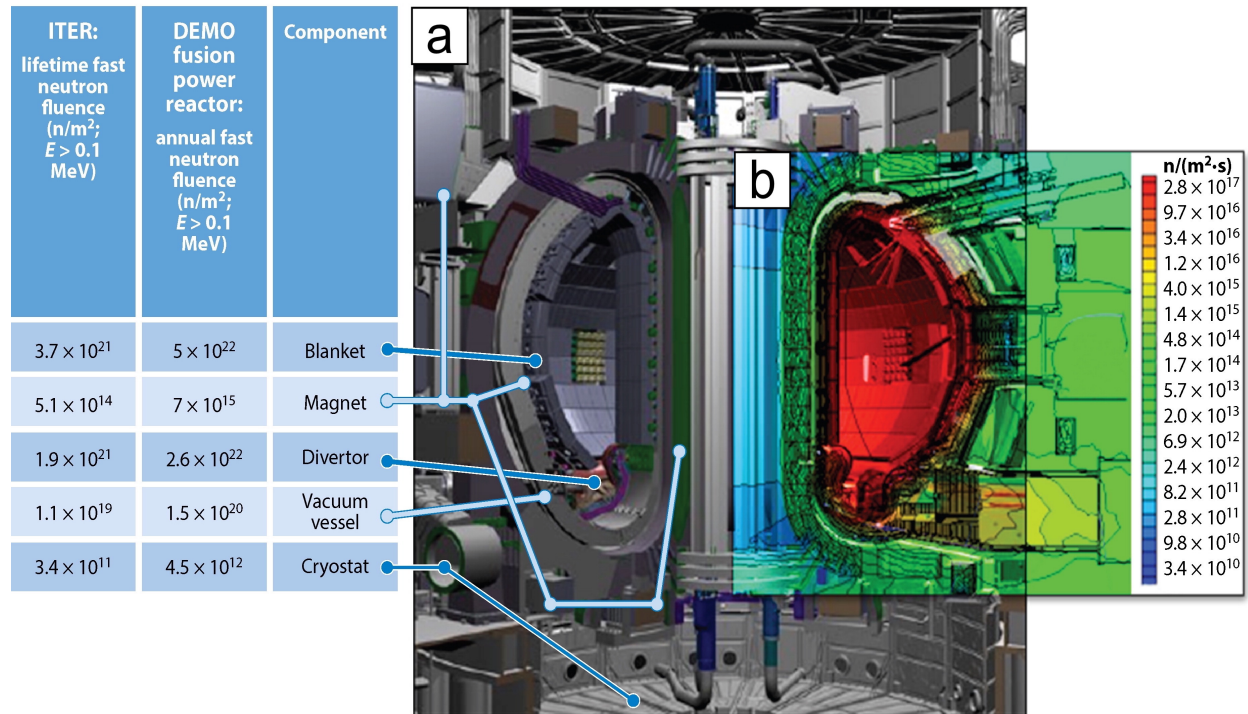 ITER:
lifetime fast
neutron
fluence
(n/m²;
E > 0.1
MeV)
DEMO
fusion
power
reactor:
annual fast
neutron
fluence
(n/m²;
E > 0.1
MeV)
Component
3.7 × 10²¹ 5 × 10²² Blanket
5.1 × 10¹⁴ 7 × 10¹⁵ Magnet
1.9 × 10²¹ 2.6 × 10²² Divertor
1.1 × 10¹⁹ 1.5 × 10²⁰ Vacuum
vessel
3.4 × 10¹¹ 4.5 × 10¹² Cryostat
a
b
n/(m²·s)
2.8 × 10¹⁷
9.7 × 10¹⁶
3.4 × 10¹⁶
1.2 × 10¹⁶
4.0 × 10¹⁵
1.4 × 10¹⁵
4.8 × 10¹⁴
1.7 × 10¹⁴
5.7 × 10¹³
2.0 × 10¹³
6.9 × 10¹²
2.4 × 10¹²
8.2 × 10¹¹
2.8 × 10¹¹
9.8 × 10¹⁰
3.4 × 10¹⁰